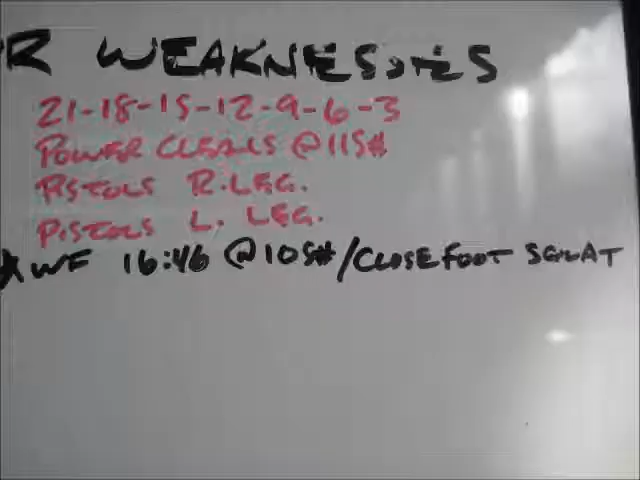 R WEAKNESSES
21-18-15-12-9-6-3
POWER CLEANS @115#
PISTOLS R.LEG.
PISTOLS L. LEG.
WF 16:46 @105#/CLOSE FOOT SQUAT